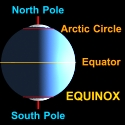 North Pole
Arctic Circle
Equator
EQUINOX
South Pole